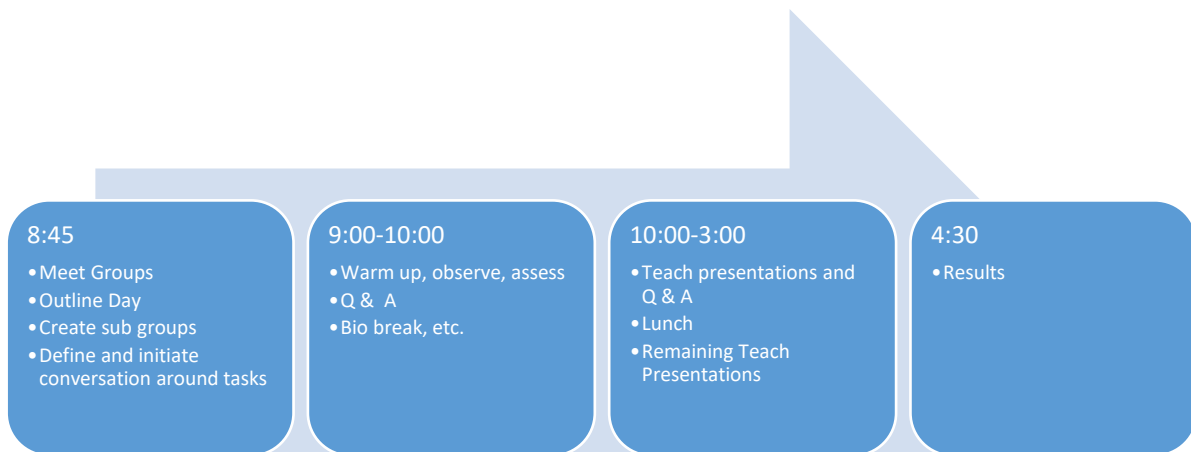 8:45
•Meet Groups
•Outline Day
•Create sub groups
•Define and initiate
conversation around tasks
9:00-10:00
•Warm up, observe, assess
•Q &  A
•Bio break, etc.
10:00-3:00
•Teach presentations and
Q & A
•Lunch
•Remaining Teach
Presentations
4:30
•Results